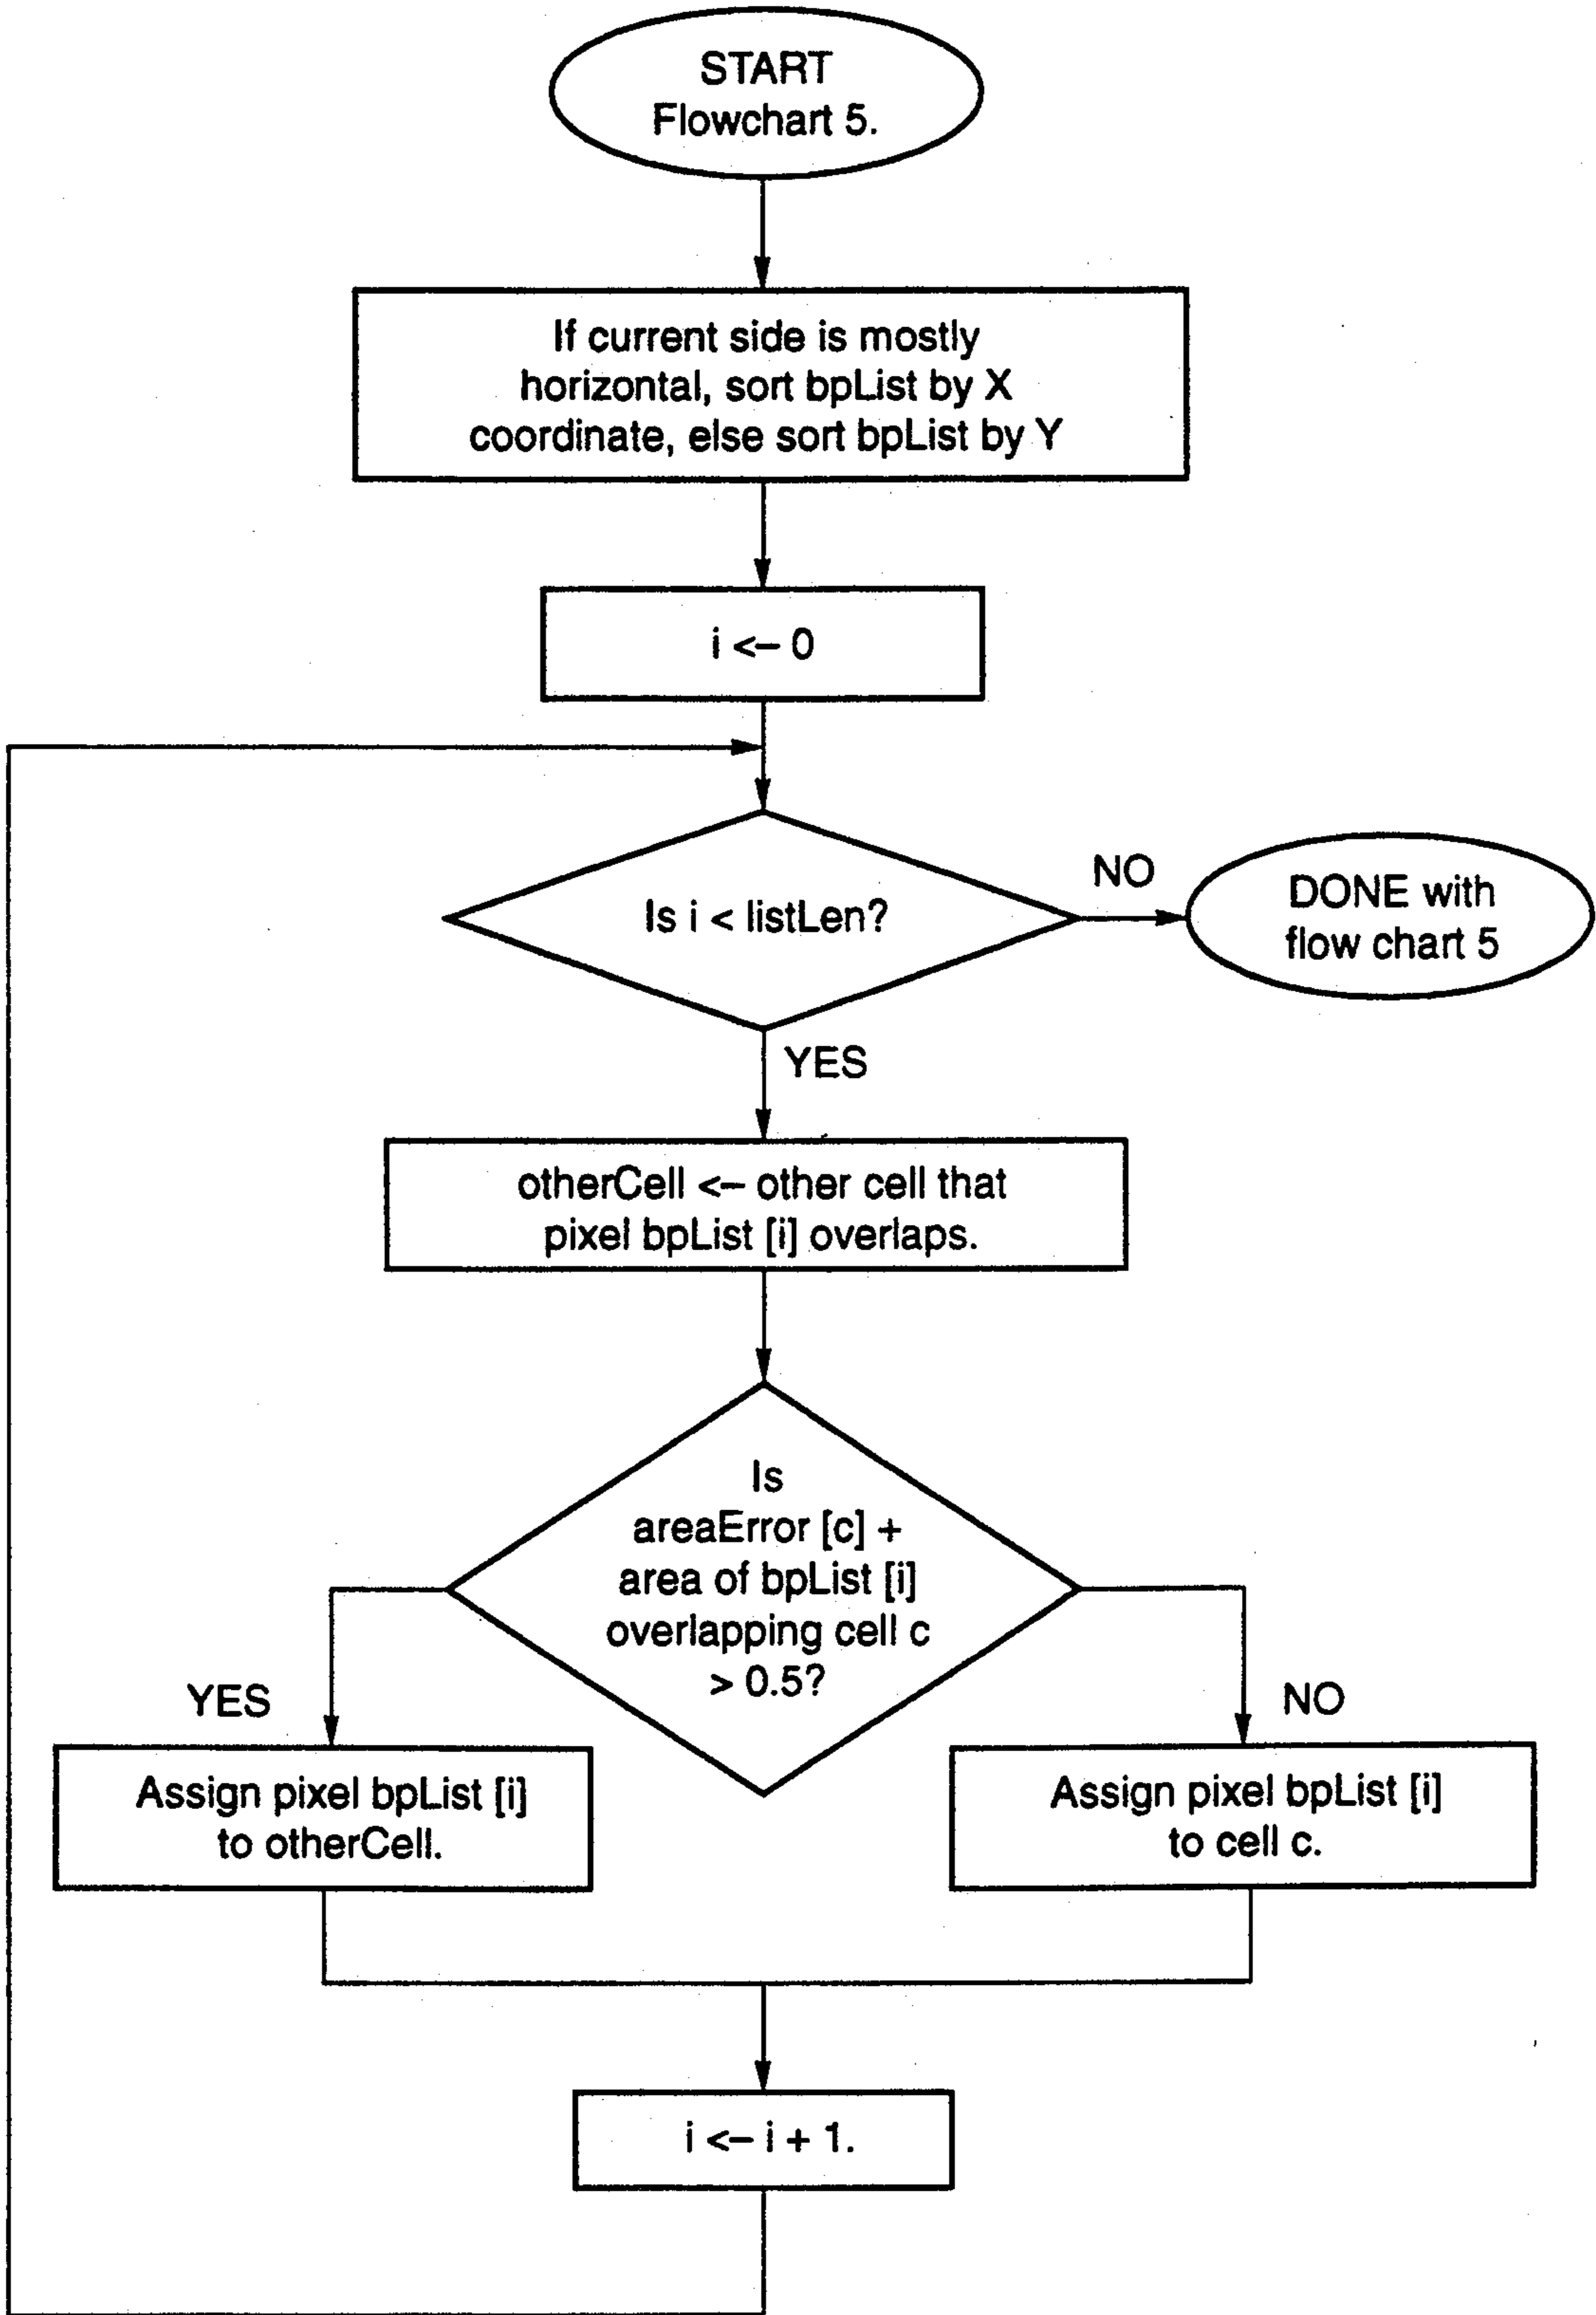 START
Flowchart 5.
If current side is mostly
horizontal, sort bpList by X
coordinate, else sort bpList by Y
i <– 0
Is i < listLen?
NO
DONE with
flow chart 5
YES
otherCell <– other cell that
pixel bpList [i] overlaps.
Is
areaError [c] +
area of bpList [i]
overlapping cell c
> 0.5?
YES
NO
Assign pixel bpList [i]
to otherCell.
Assign pixel bpList [i]
to cell c.
i <– i + 1.